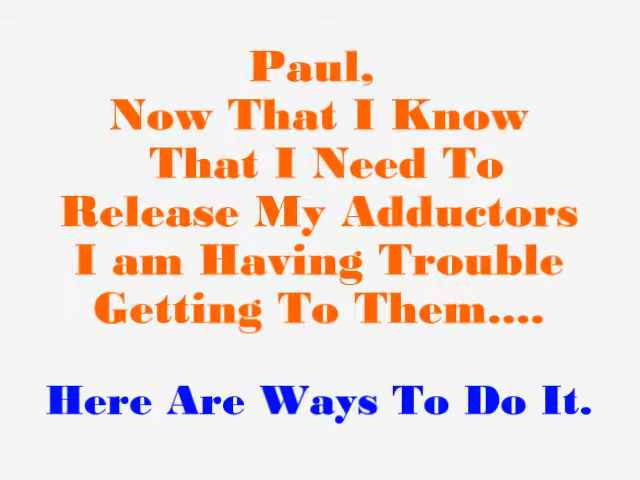 Paul,
Now That I Know
That I Need To
Release My Adductors
I am Having Trouble
Getting To Them....
Here Are Ways To Do It.